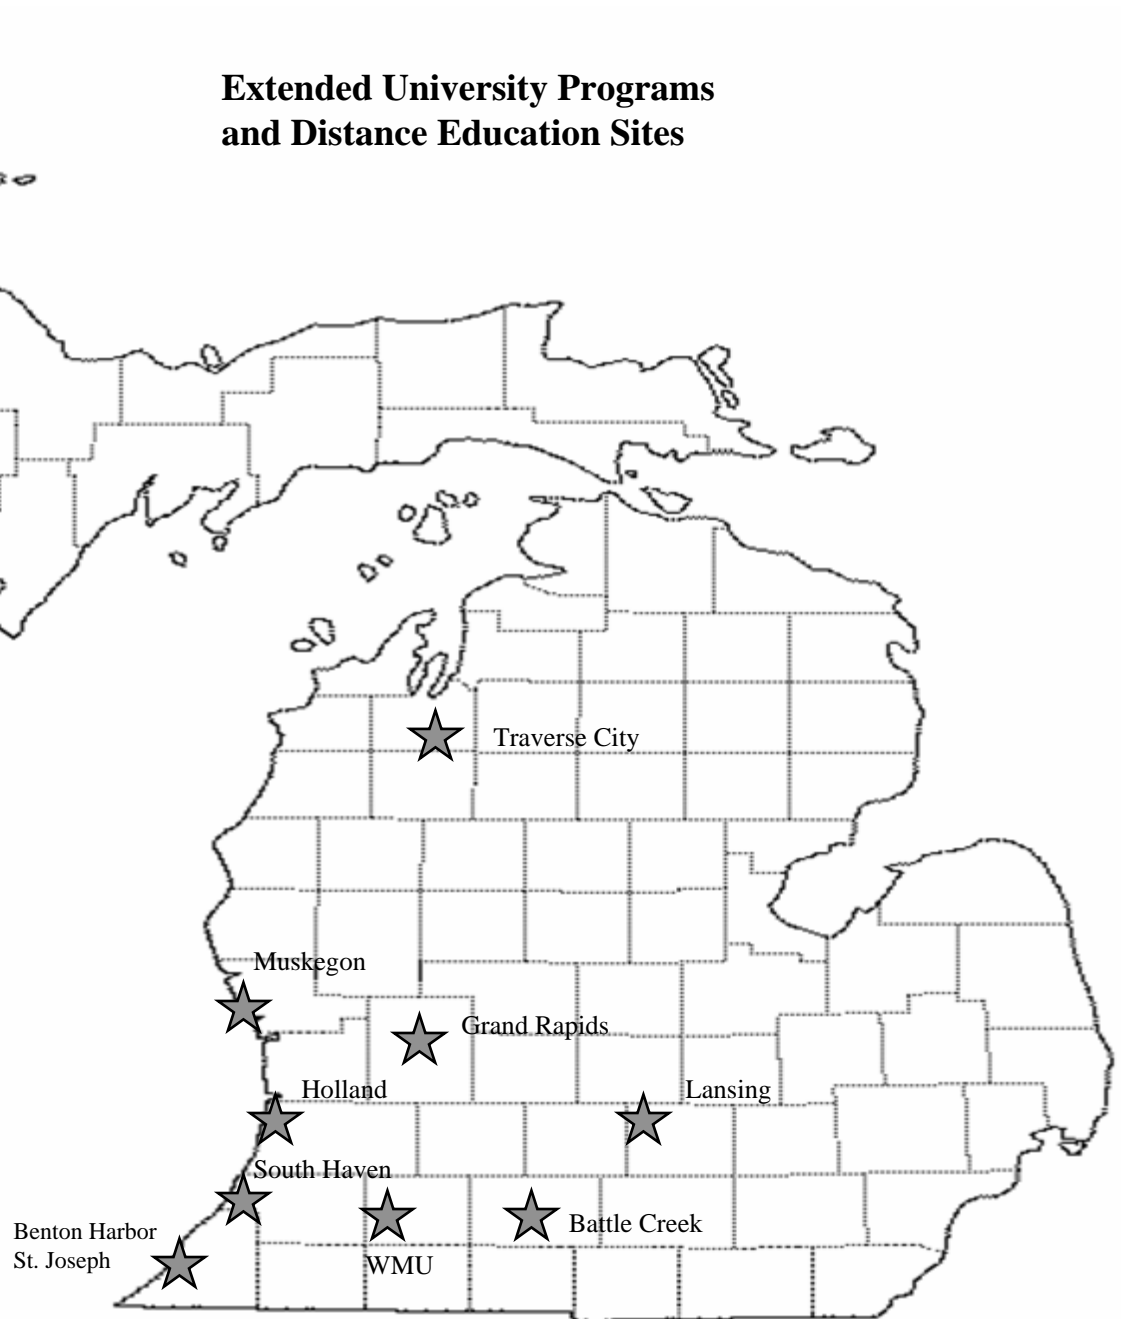 Extended University Programs
and Distance Education Sites
Traverse City
Muskegon
Grand Rapids
Holland
Lansing
South Haven
Battle Creek
Benton Harbor
St. Joseph
WMU